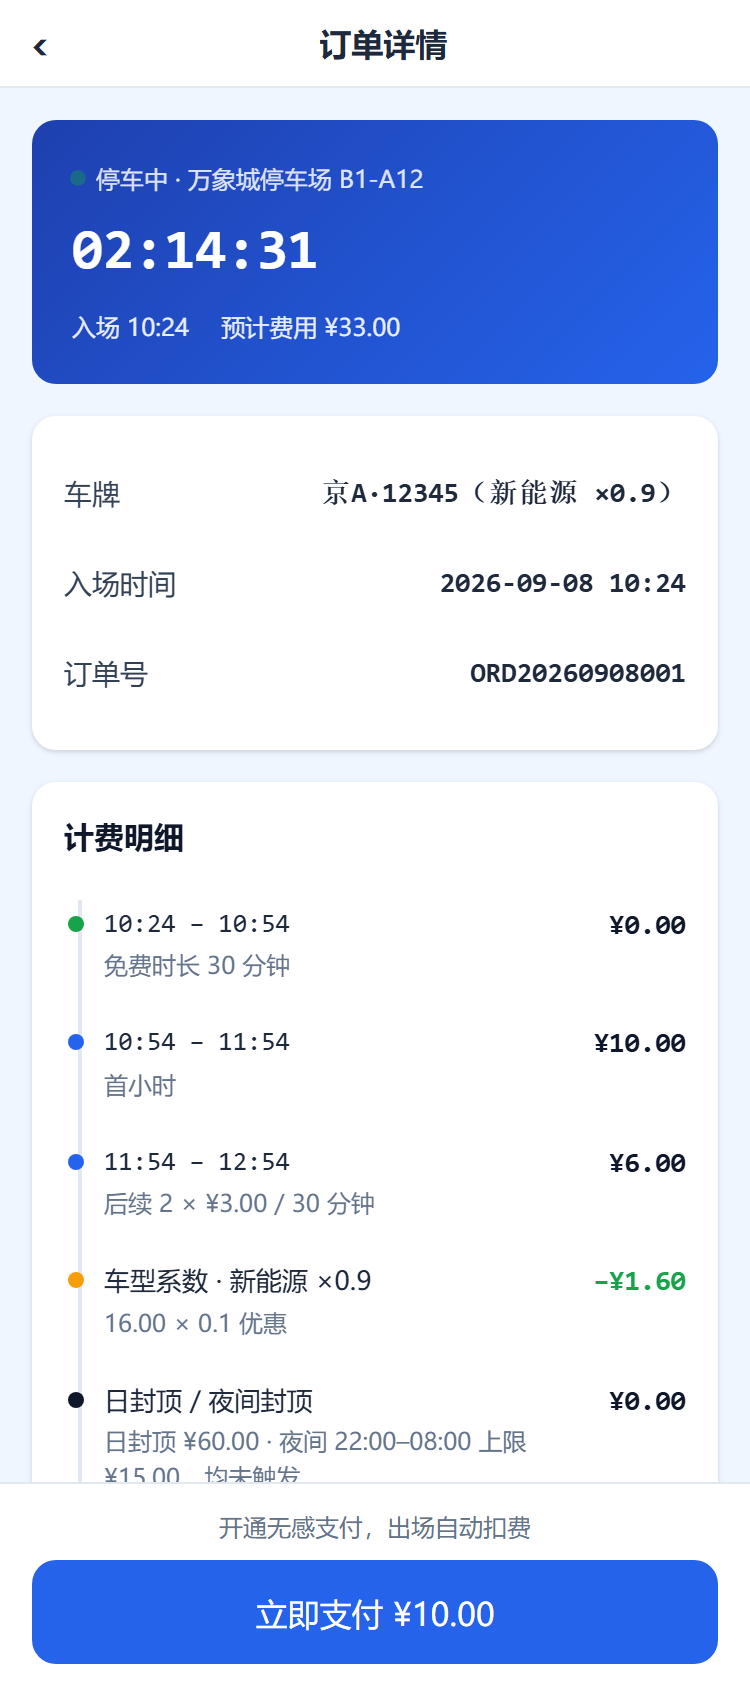 订单详情
停车中 · 万象城停车场 B1-A12
02:14:31
入场 10:24 预计费用 ¥33.00
车牌 京A·12345（新能源 ×0.9）
入场时间 2026-09-08 10:24
订单号 ORD20260908001
计费明细
10:24 – 10:54 ¥0.00
免费时长 30 分钟
10:54 – 11:54 ¥10.00
首小时
11:54 – 12:54 ¥6.00
后续 2 × ¥3.00 / 30 分钟
车型系数 · 新能源 ×0.9 −¥1.60
16.00 × 0.1 优惠
日封顶 / 夜间封顶 ¥0.00
日封顶 ¥60.00 · 夜间 22:00–08:00 上限
¥15.00，均未触发
开通无感支付，出场自动扣费
立即支付 ¥10.00